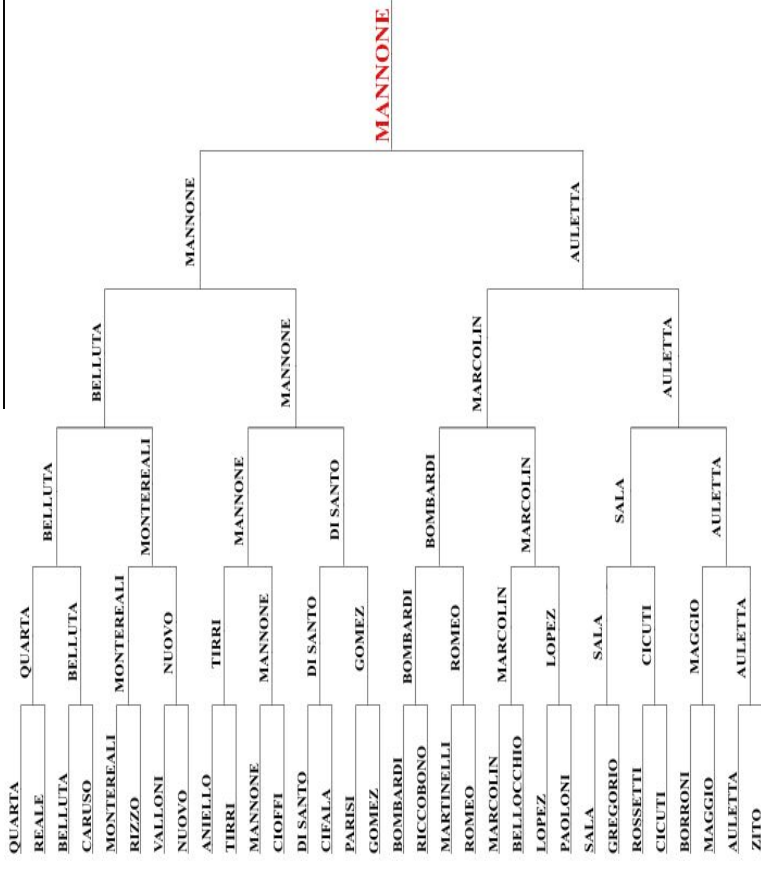 QUARTA
REALE
BELLUTA
CARUSO
MONTEREALI
RIZZO
VALLONI
NUOVO
ANIELLO
TIRRI
MANNONE
CIOFFI
DI SANTO
CIFALA
PARISI
GOMEZ
BOMBARDI
RICCOBONO
MARTINELLI
ROMEO
MARCOLIN
BELLOCCHIO
LOPEZ
PAOLONI
SALA
GREGORIO
ROSSETTI
CICUTI
BORRONI
MAGGIO
AULETTA
ZITO
QUARTA
BELLUTA
MONTEREALI
NUOVO
TIRRI
MANNONE
DI SANTO
GOMEZ
BOMBARDI
ROMEO
MARCOLIN
LOPEZ
SALA
CICUTI
MAGGIO
AULETTA
BELLUTA
MONTEREALI
MANNONE
DI SANTO
BOMBARDI
MARCOLIN
SALA
AULETTA
BELLUTA
MANNONE
MARCOLIN
AULETTA
MANNONE
AULETTA
MANNONE